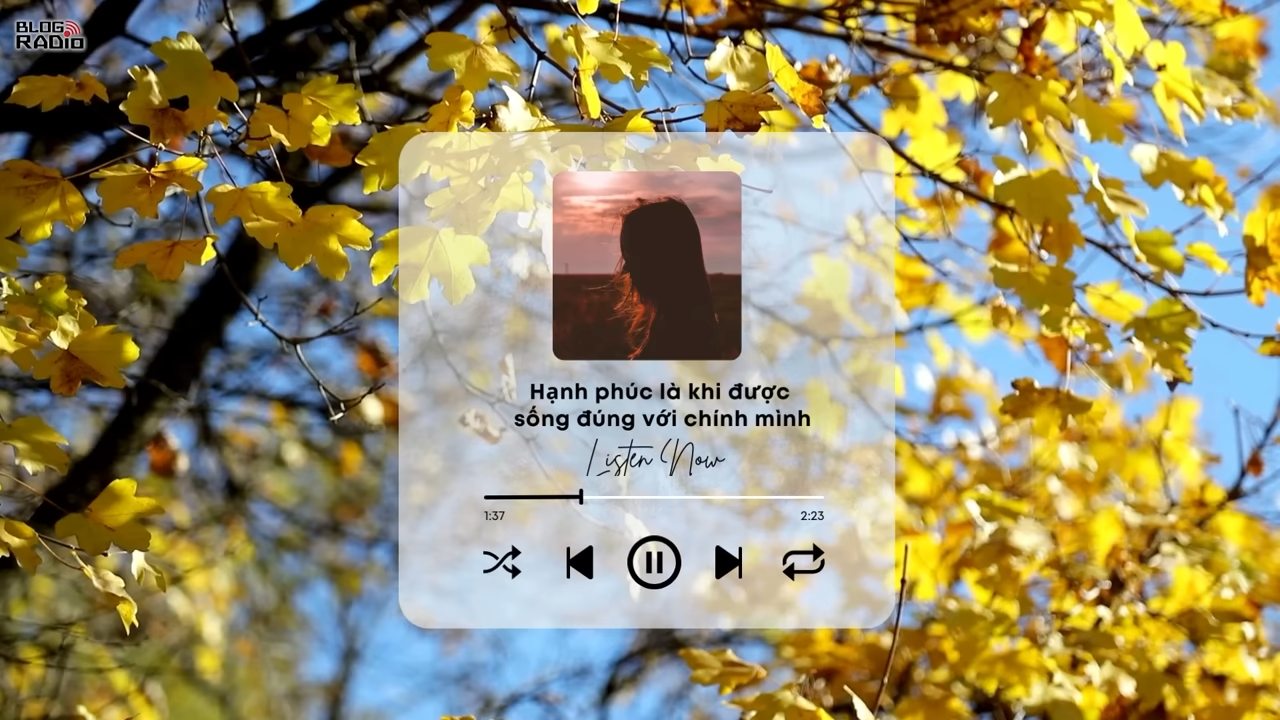 BLOG
RADIO
Hạnh phúc là khi được
sống đúng với chính mình
Listen Now
1:37
2:23